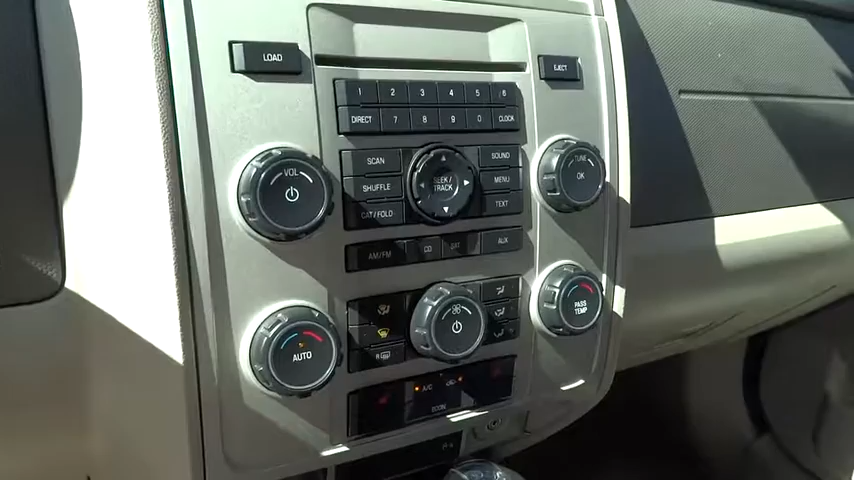 LOAD
EJECT
1 2 3 4 5 6
DIRECT 7 8 9 0 CLOCK
VOL
SCAN
SHUFFLE
CAT/FOLD
SEEK/
TRACK
SOUND
MENU
TEXT
TUNE
OK
AM/FM CD SAT AUX
AUTO
R
PASS
TEMP
A/C